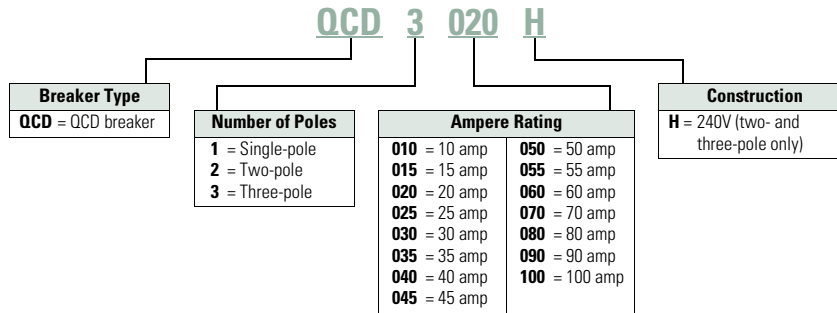 QCD 3 020 H
Breaker Type
QCD = QCD breaker
Number of Poles
1 = Single-pole
2 = Two-pole
3 = Three-pole
Ampere Rating
010 = 10 amp
015 = 15 amp
020 = 20 amp
025 = 25 amp
030 = 30 amp
035 = 35 amp
040 = 40 amp
045 = 45 amp
050 = 50 amp
055 = 55 amp
060 = 60 amp
070 = 70 amp
080 = 80 amp
090 = 90 amp
100 = 100 amp
Construction
H = 240V (two- and
three-pole only)